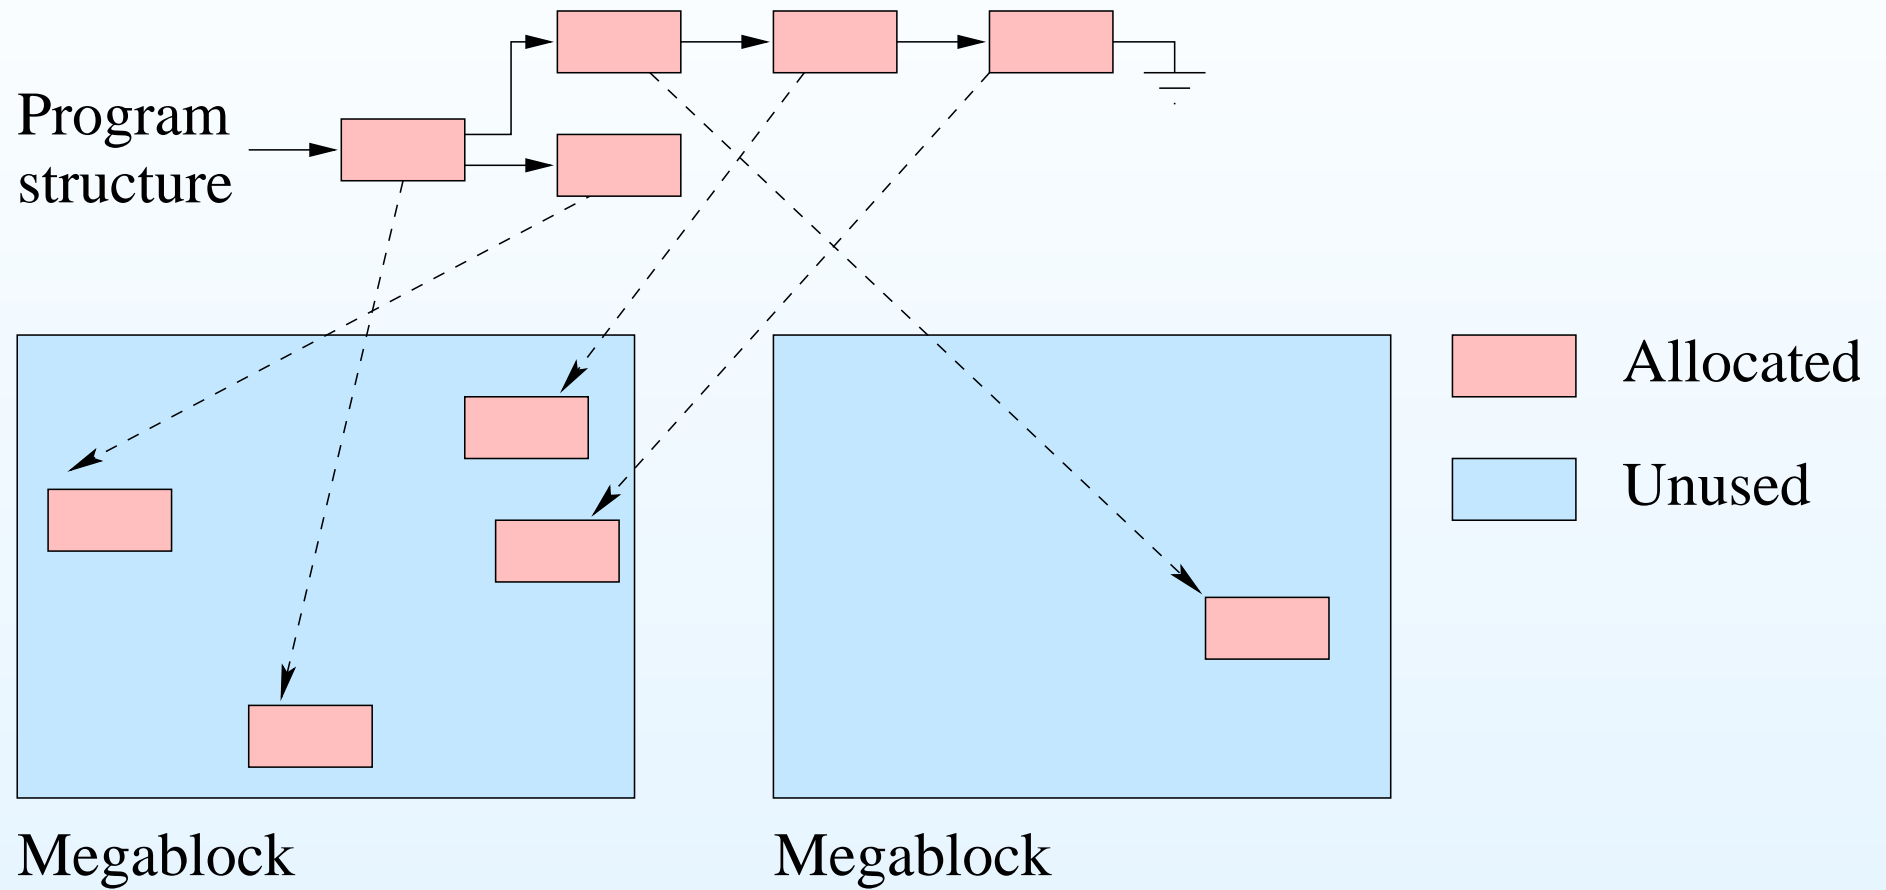 Program
structure
Allocated
Unused
Megablock
Megablock